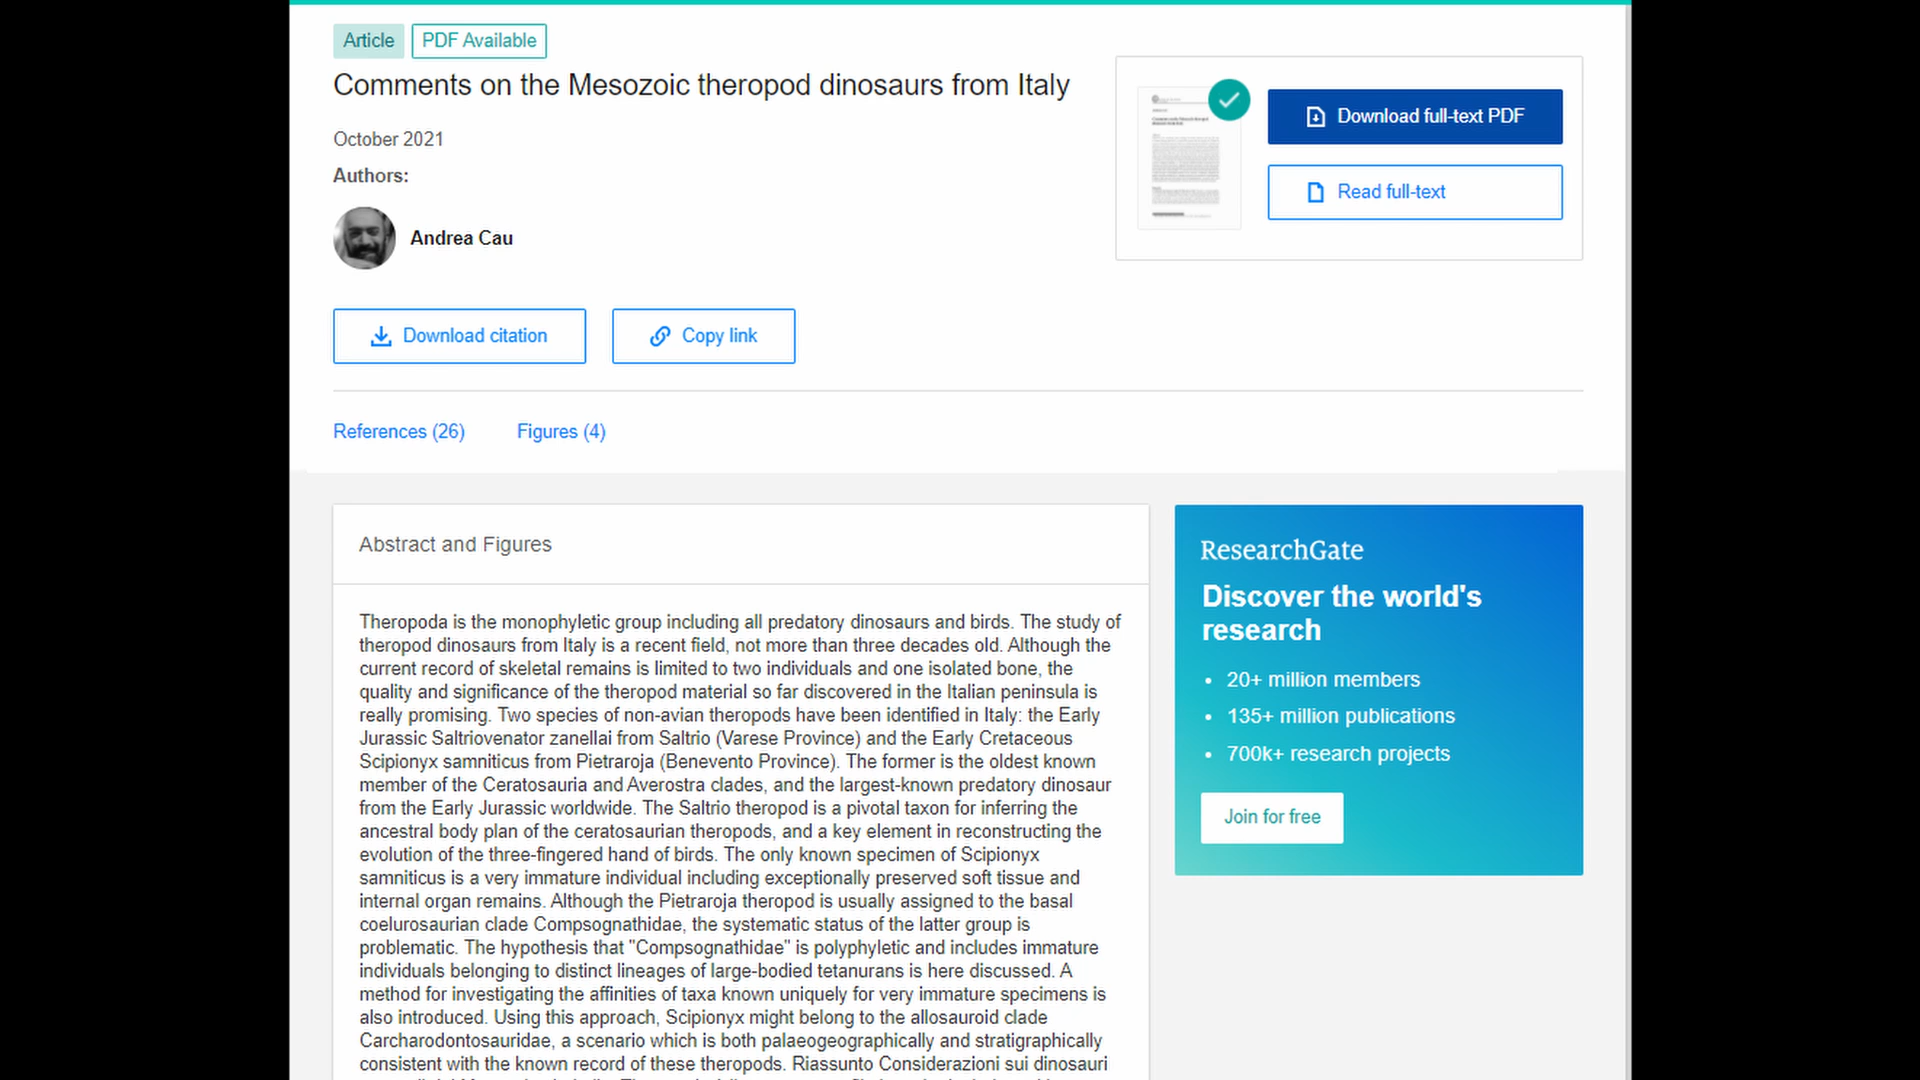 Article PDF Available
Comments on the Mesozoic theropod dinosaurs from Italy
October 2021
Authors:
Andrea Cau
Download full-text PDF
Read full-text
Download citation Copy link
References (26) Figures (4)
Abstract and Figures
Theropoda is the monophyletic group including all predatory dinosaurs and birds. The study of
theropod dinosaurs from Italy is a recent field, not more than three decades old. Although the
current record of skeletal remains is limited to two individuals and one isolated bone, the
quality and significance of the theropod material so far discovered in the Italian peninsula is
really promising. Two species of non-avian theropods have been identified in Italy: the Early
Jurassic Saltriovenator zanellai from Saltrio (Varese Province) and the Early Cretaceous
Scipionyx samniticus from Pietraroja (Benevento Province). The former is the oldest known
member of the Ceratosauria and Averostra clades, and the largest-known predatory dinosaur
from the Early Jurassic worldwide. The Saltrio theropod is a pivotal taxon for inferring the
ancestral body plan of the ceratosaurian theropods, and a key element in reconstructing the
evolution of the three-fingered hand of birds. The only known specimen of Scipionyx
samniticus is a very immature individual including exceptionally preserved soft tissue and
internal organ remains. Although the Pietraroja theropod is usually assigned to the basal
coelurosaurian clade Compsognathidae, the systematic status of the latter group is
problematic. The hypothesis that "Compsognathidae" is polyphyletic and includes immature
individuals belonging to distinct lineages of large-bodied tetanurans is here discussed. A
method for investigating the affinities of taxa known uniquely for very immature specimens is
also introduced. Using this approach, Scipionyx might belong to the allosauroid clade
Carcharodontosauridae, a scenario which is both palaeogeographically and stratigraphically
consistent with the known record of these theropods. Riassunto Considerazioni sui dinosauri
ResearchGate
Discover the world's
research
• 20+ million members
• 135+ million publications
• 700k+ research projects
Join for free